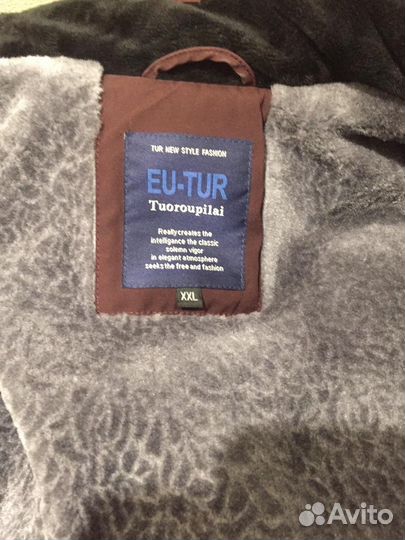 TUR NEW STYLE FASHION
EU-TUR
Tuoroupilai
Really creates the
intelligance the classic
solemn vigor
in elegant atmosphere
seeks the free and fashion
XXL
Avito